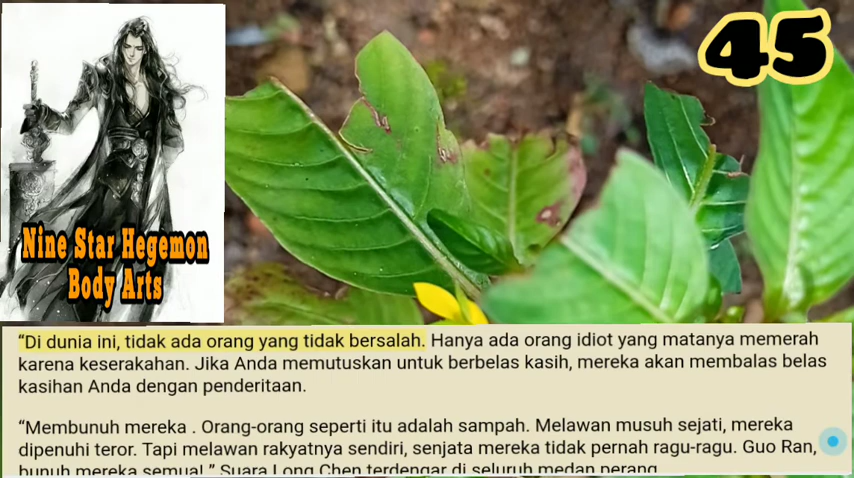 45
Nine Star Hegemon
Body Arts
“Di dunia ini, tidak ada orang yang tidak bersalah. Hanya ada orang idiot yang matanya memerah
karena keserakahan. Jika Anda memutuskan untuk berbelas kasih, mereka akan membalas belas
kasihan Anda dengan penderitaan.
“Membunuh mereka . Orang-orang seperti itu adalah sampah. Melawan musuh sejati, mereka
dipenuhi teror. Tapi melawan rakyatnya sendiri, senjata mereka tidak pernah ragu-ragu. Guo Ran,
bunuh mereka semua!” Suara Long Chen terdengar di seluruh medan perang